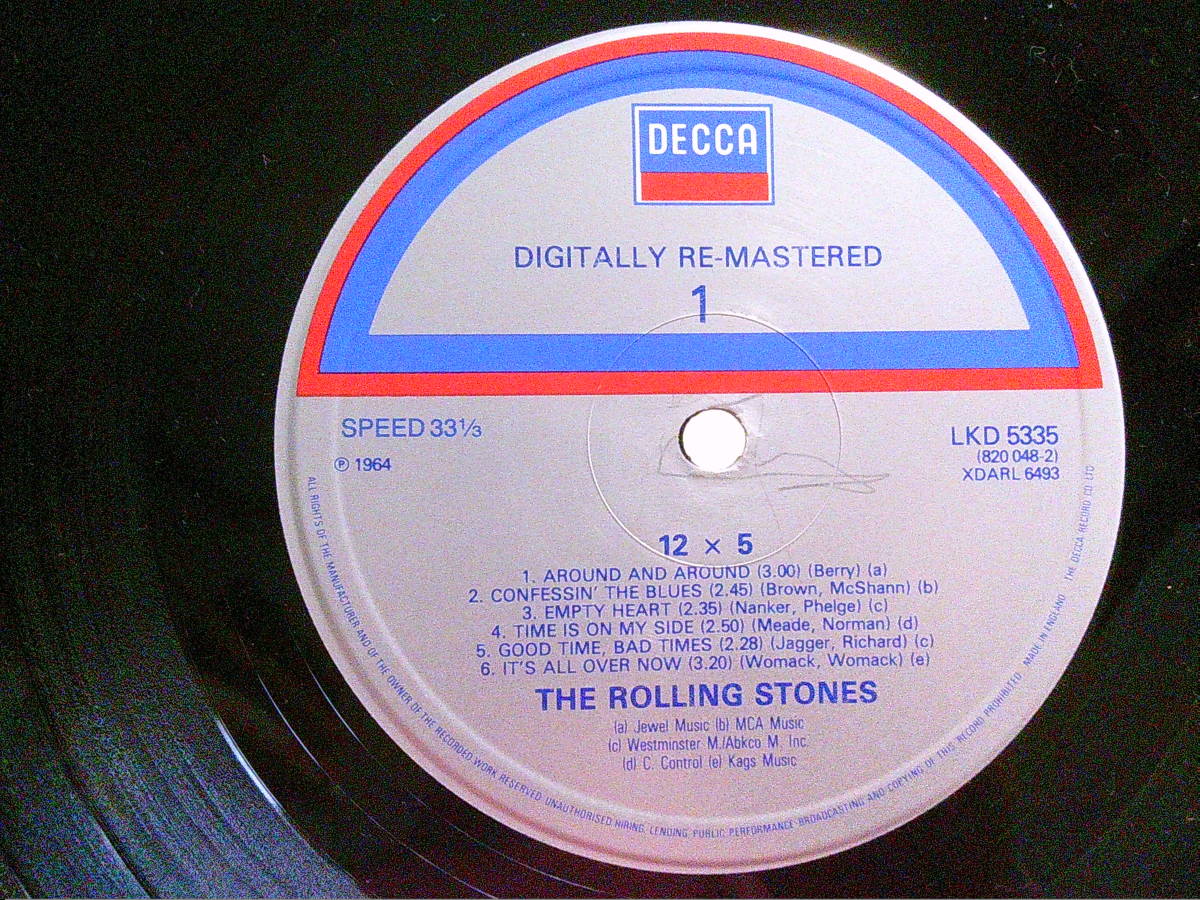 DECCA
DIGITALLY RE-MASTERED
1
SPEED 33⅓
℗ 1964
LKD 5335
(820 048-2)
XDARL 6493
12 × 5
1. AROUND AND AROUND (3.00) (Berry) (a)
2. CONFESSIN' THE BLUES (2.45) (Brown, McShann) (b)
3. EMPTY HEART (2.35) (Nanker, Phelge) (c)
4. TIME IS ON MY SIDE (2.50) (Meade, Norman) (d)
5. GOOD TIME, BAD TIMES (2.28) (Jagger, Richard) (c)
6. IT'S ALL OVER NOW (3.20) (Womack, Womack) (e)
THE ROLLING STONES
(a) Jewel Music (b) MCA Music
(c) Westminster M./Abkco M. Inc.
(d) C. Control (e) Kags Music
ALL RIGHTS OF THE MANUFACTURER AND OF THE OWNER OF THE RECORDED WORK RESERVED UNAUTHORISED HIRING, LENDING, PUBLIC PERFORMANCE BROADCASTING AND COPYING OF THIS RECORD PROHIBITED MADE IN ENGLAND THE DECCA RECORD CO LTD